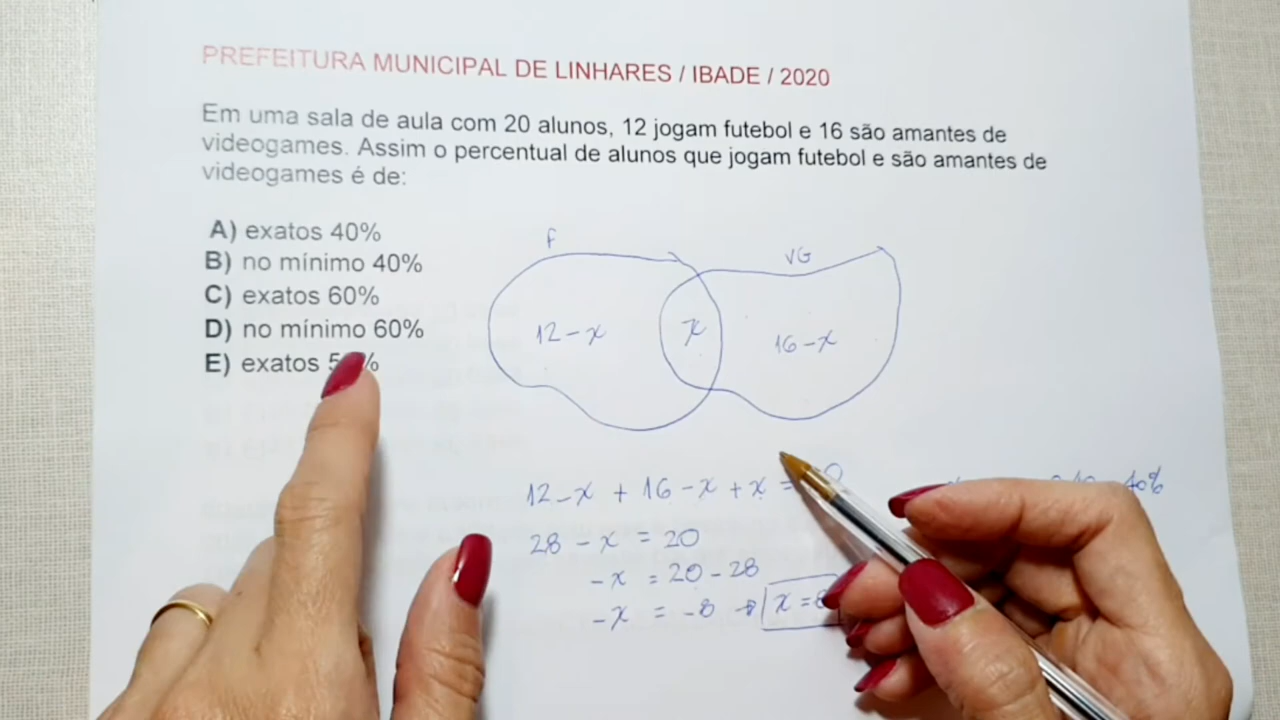 PREFEITURA MUNICIPAL DE LINHARES / IBADE / 2020
Em uma sala de aula com 20 alunos, 12 jogam futebol e 16 são amantes de
videogames. Assim o percentual de alunos que jogam futebol e são amantes de
videogames é de:
A) exatos 40%
B) no mínimo 40%
C) exatos 60%
D) no mínimo 60%
E) exatos
F
VG
12-x
x
16-x
12-x + 16-x + x =
28 - x = 20
-x = 20-28
-x = -8 → x = 8
40%